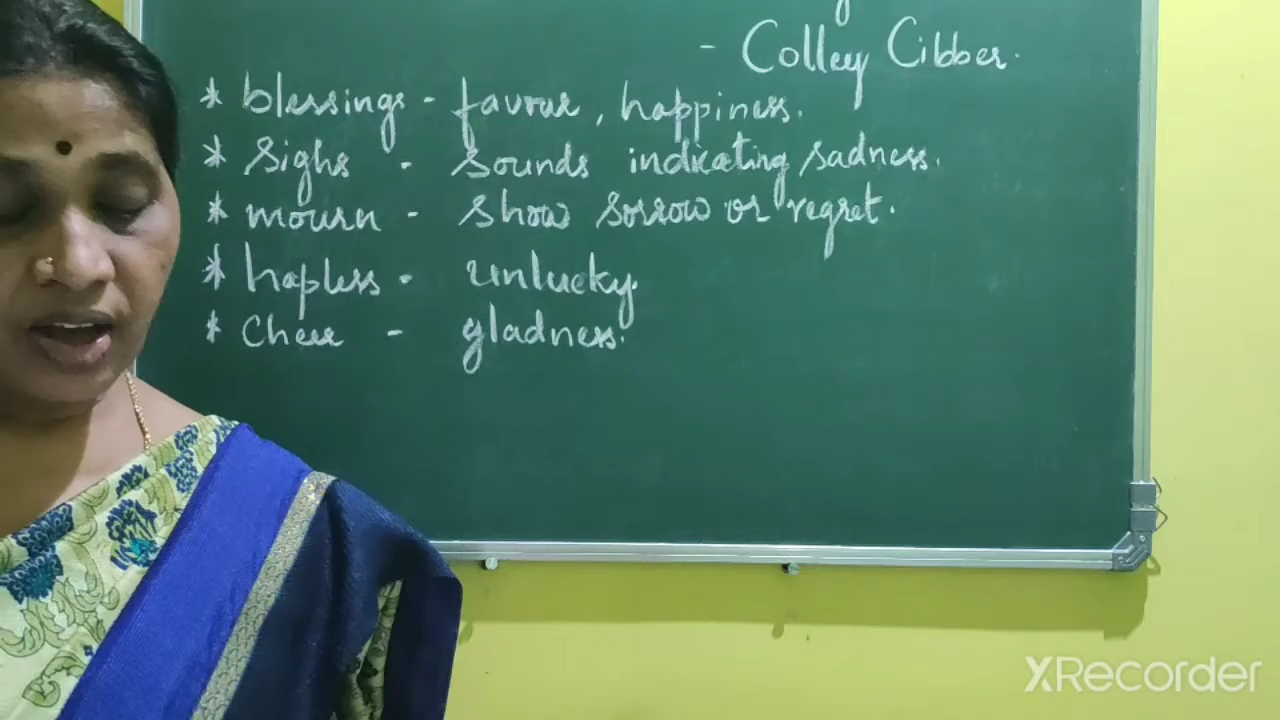 - Colley Cibber.
* blessings - favour, happiness.
* Sighs - sounds indicating sadness.
* mourn - show sorrow or regret.
* hapless - unlucky.
* Cheer - gladness.
XRecorder